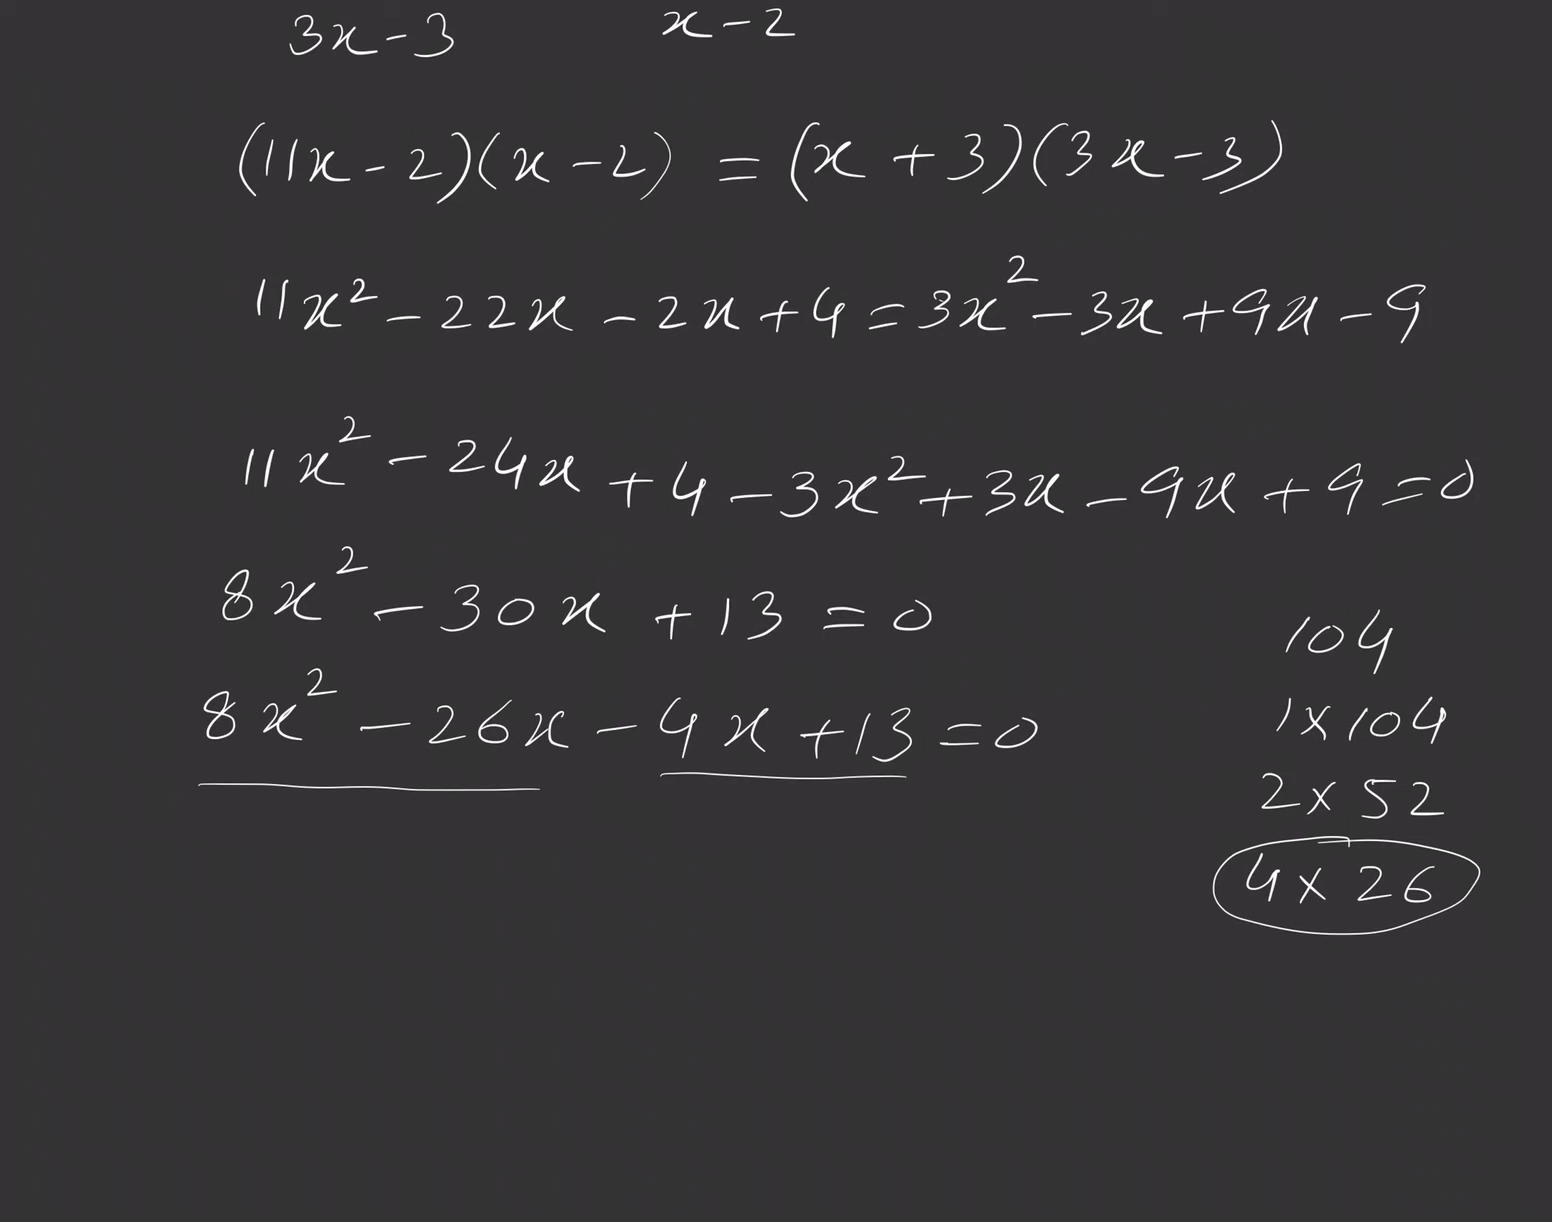 3x-3 x-2
(11x-2)(x-2) = (x+3)(3x-3)
11x²-22x-2x+4=3x²-3x+9x-9
11x²-24x+4-3x²+3x-9x+9=0
8x²-30x+13=0
8x²-26x-4x+13=0
104
1x104
2x52
4x26